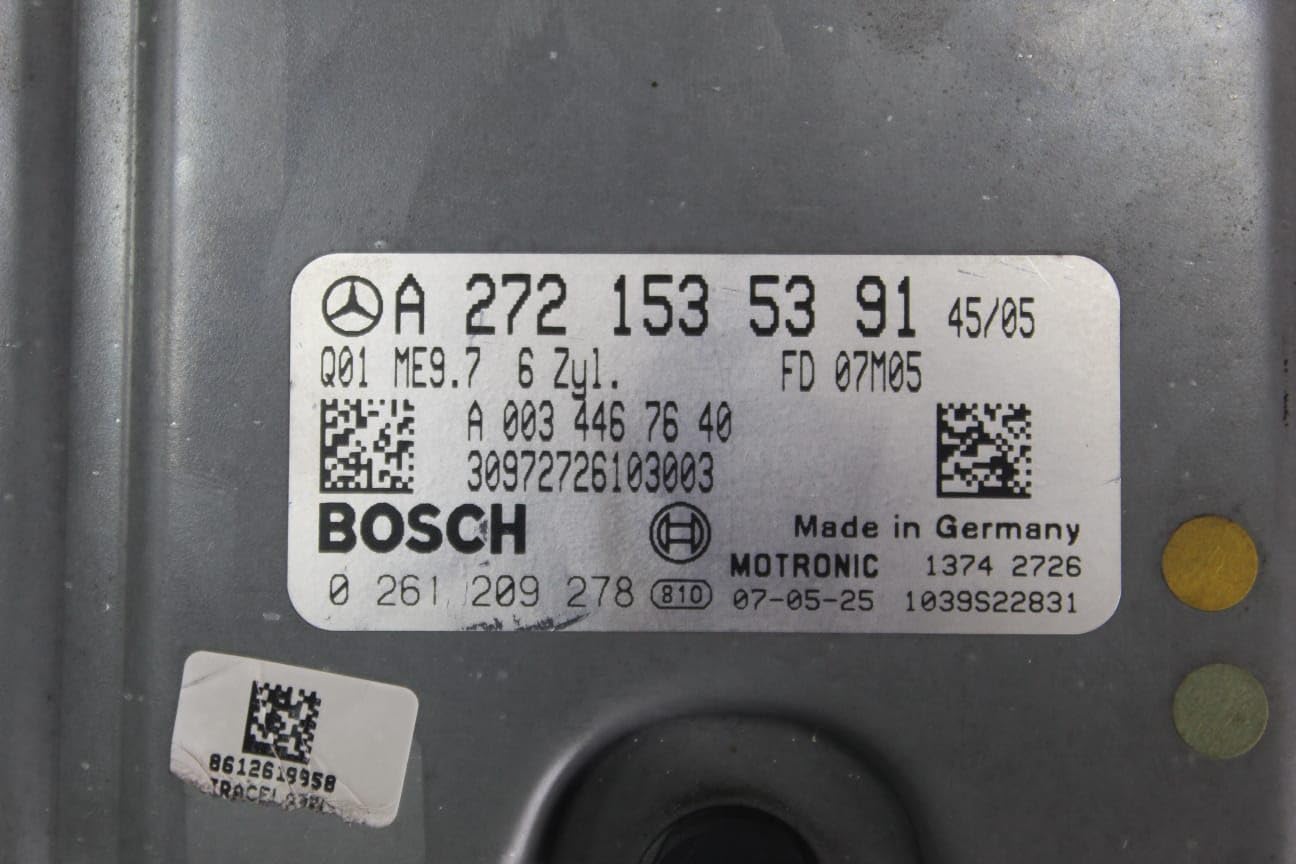 A 272 153 53 91 45/05
Q01 ME9.7 6 Zyl. FD 07M05
A 003 446 76 40
30972726103003
BOSCH Made in Germany
MOTRONIC 1374 2726
0 261 209 278 810 07-05-25 1039S22831
8612619958